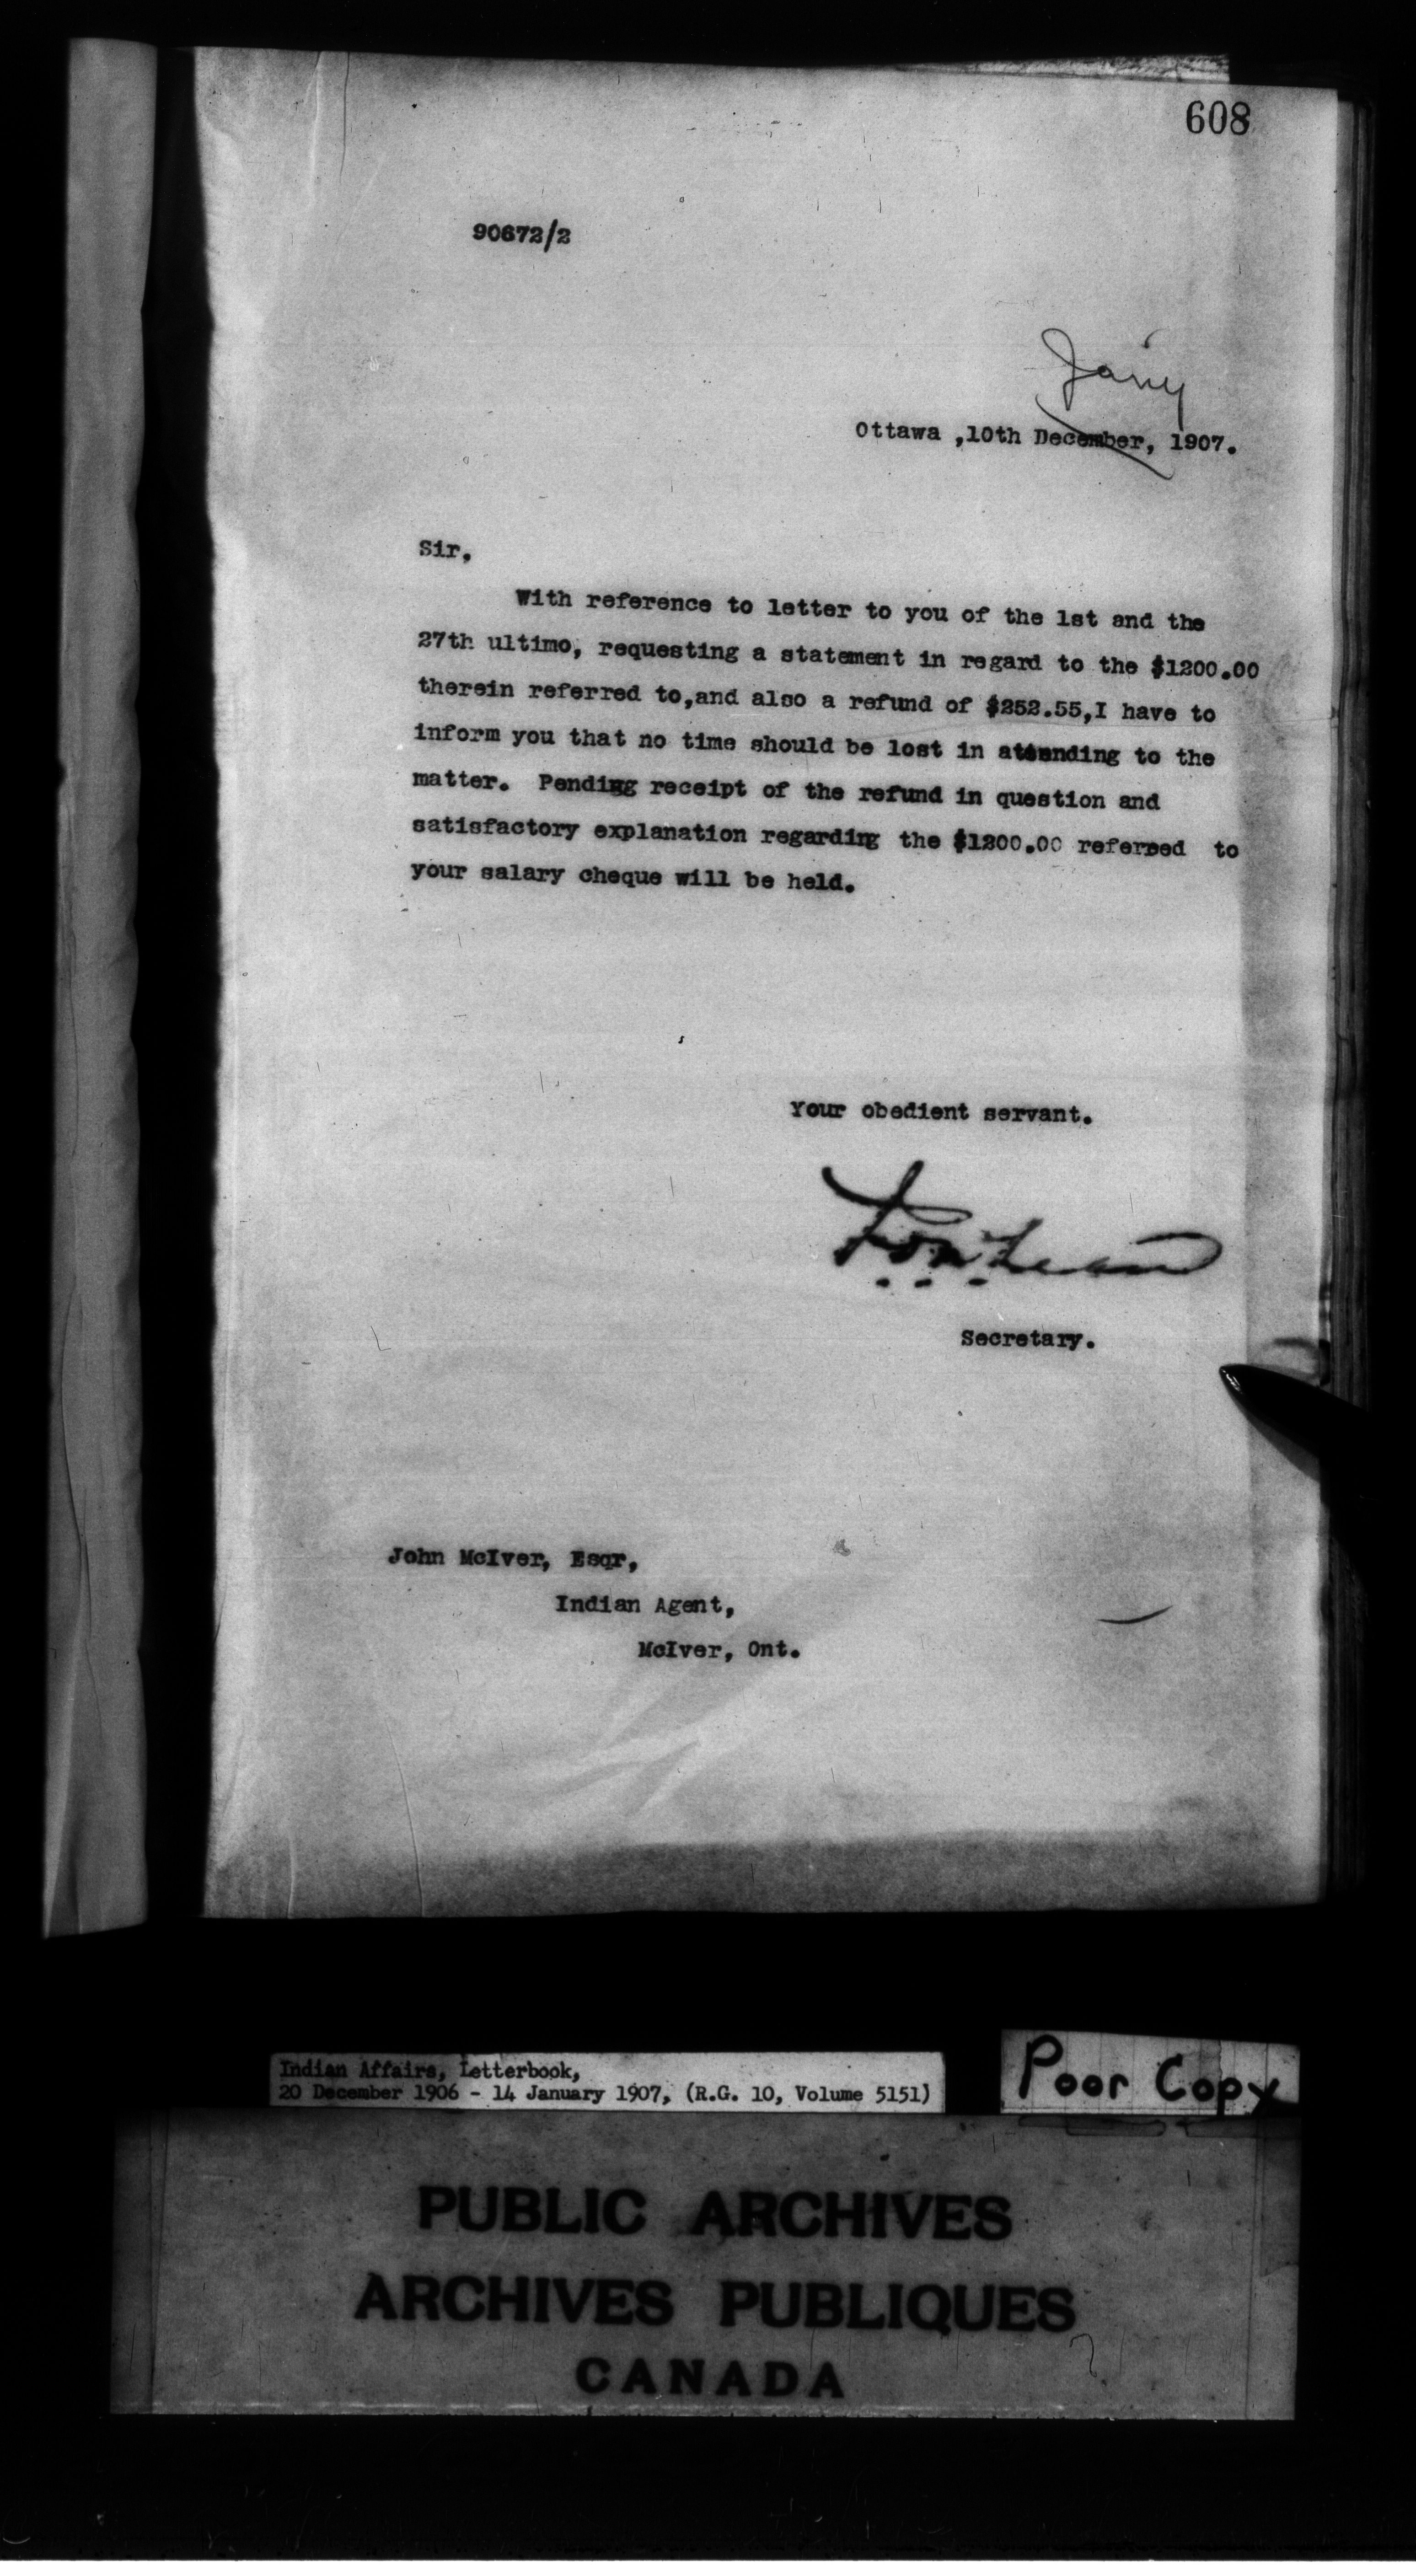 608
90672/2
Jany
Ottawa ,10th December, 1907.
Sir,
With reference to letter to you of the 1st and the
27th ultimo, requesting a statement in regard to the $1200.00
therein referred to,and also a refund of $252.55,I have to
inform you that no time should be lost in attending to the
matter. Pending receipt of the refund in question and
satisfactory explanation regarding the $1200.00 referred to
your salary cheque will be held.
Your obedient servant.
Secretary.
John McIver, Esqr,
Indian Agent,
McIver, Ont.
Indian Affairs, Letterbook,
20 December 1906 - 14 January 1907, (R.G. 10, Volume 5151)
Poor Copy
PUBLIC ARCHIVES
ARCHIVES PUBLIQUES
CANADA